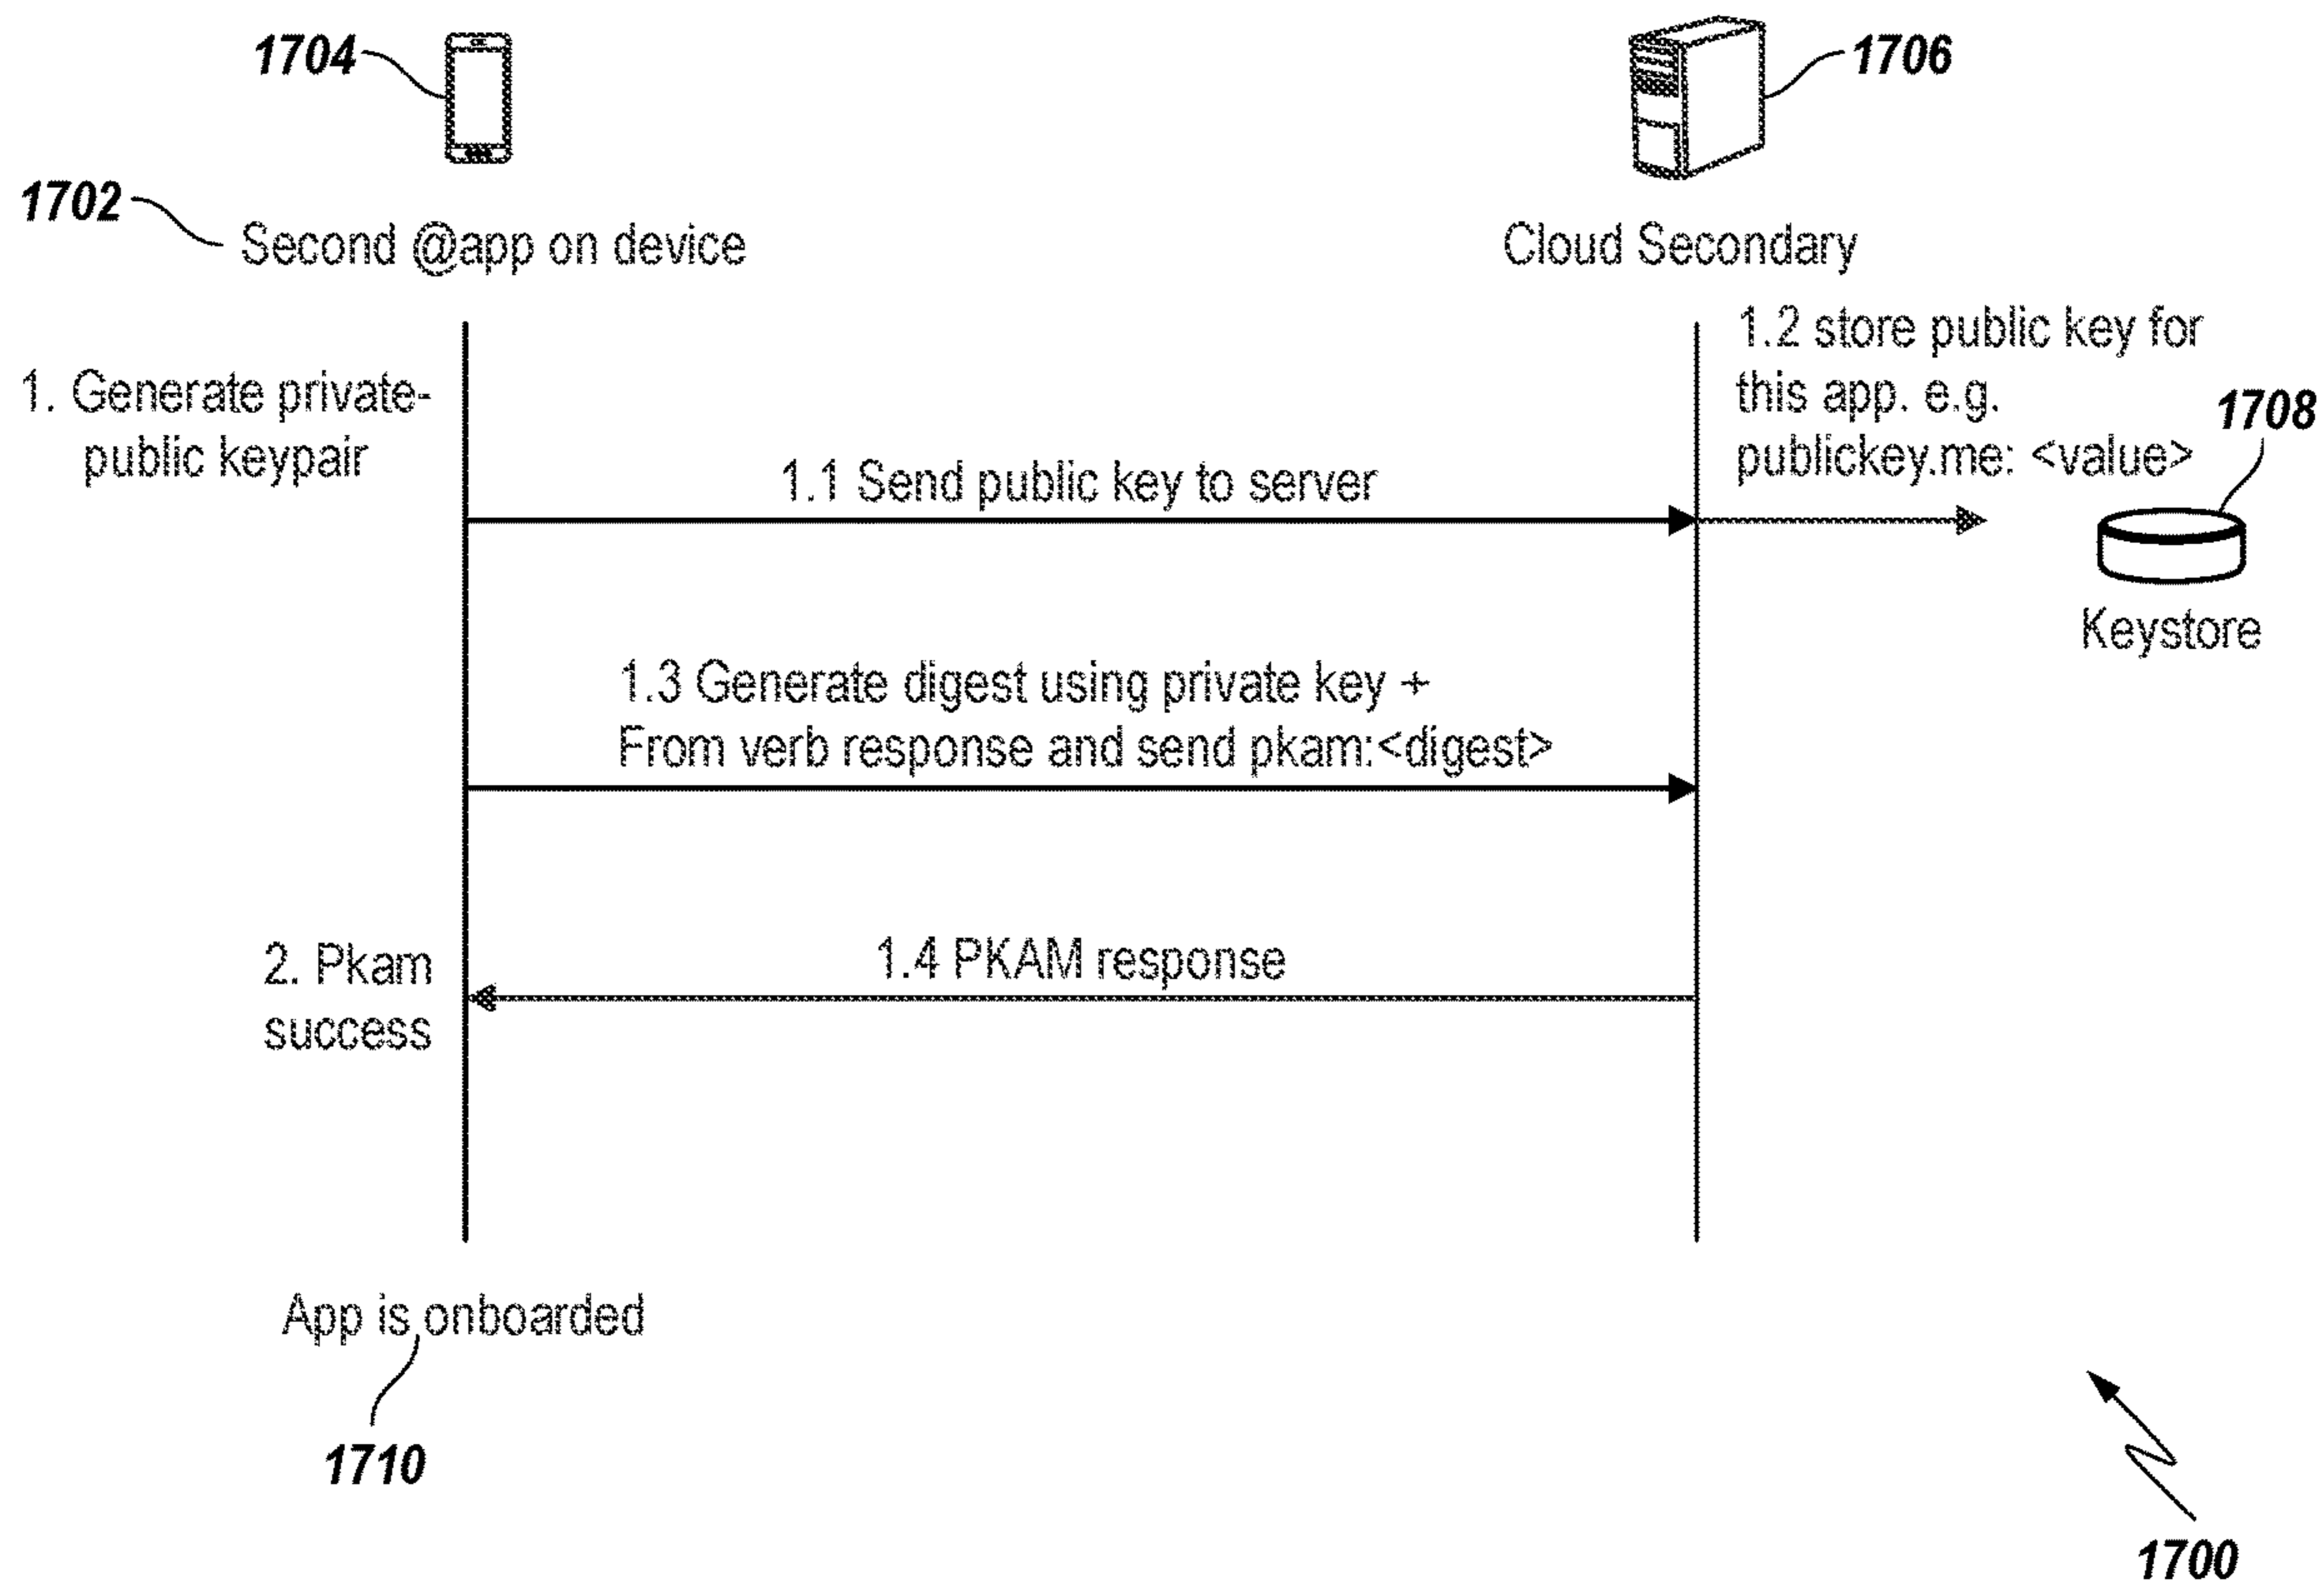 1704
1706
1702
Second @app on device
Cloud Secondary
1. Generate private-
public keypair
1.2 store public key for
this app. e.g.
publickey.me: <value>
1708
1.1 Send public key to server
Keystore
1.3 Generate digest using private key +
From verb response and send pkam:<digest>
2. Pkam
success
1.4 PKAM response
App is onboarded
1710
1700